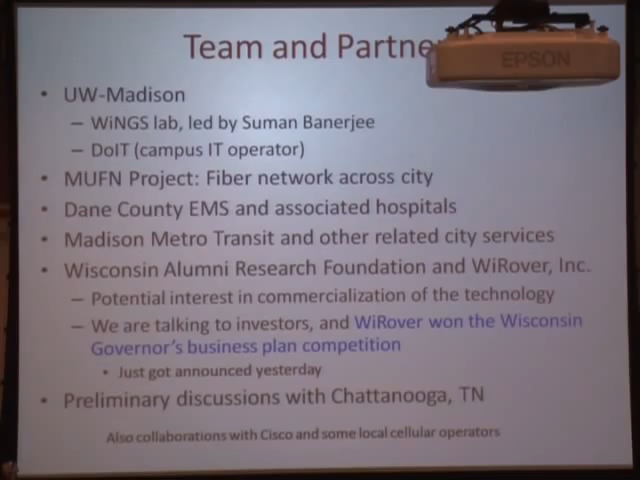 Team and Partne
EPSON
• UW-Madison
– WiNGS lab, led by Suman Banerjee
– DoIT (campus IT operator)
• MUFN Project: Fiber network across city
• Dane County EMS and associated hospitals
• Madison Metro Transit and other related city services
• Wisconsin Alumni Research Foundation and WiRover, Inc.
– Potential interest in commercialization of the technology
– We are talking to investors, and WiRover won the Wisconsin
Governor's business plan competition
• Just got announced yesterday
• Preliminary discussions with Chattanooga, TN
Also collaborations with Cisco and some local cellular operators